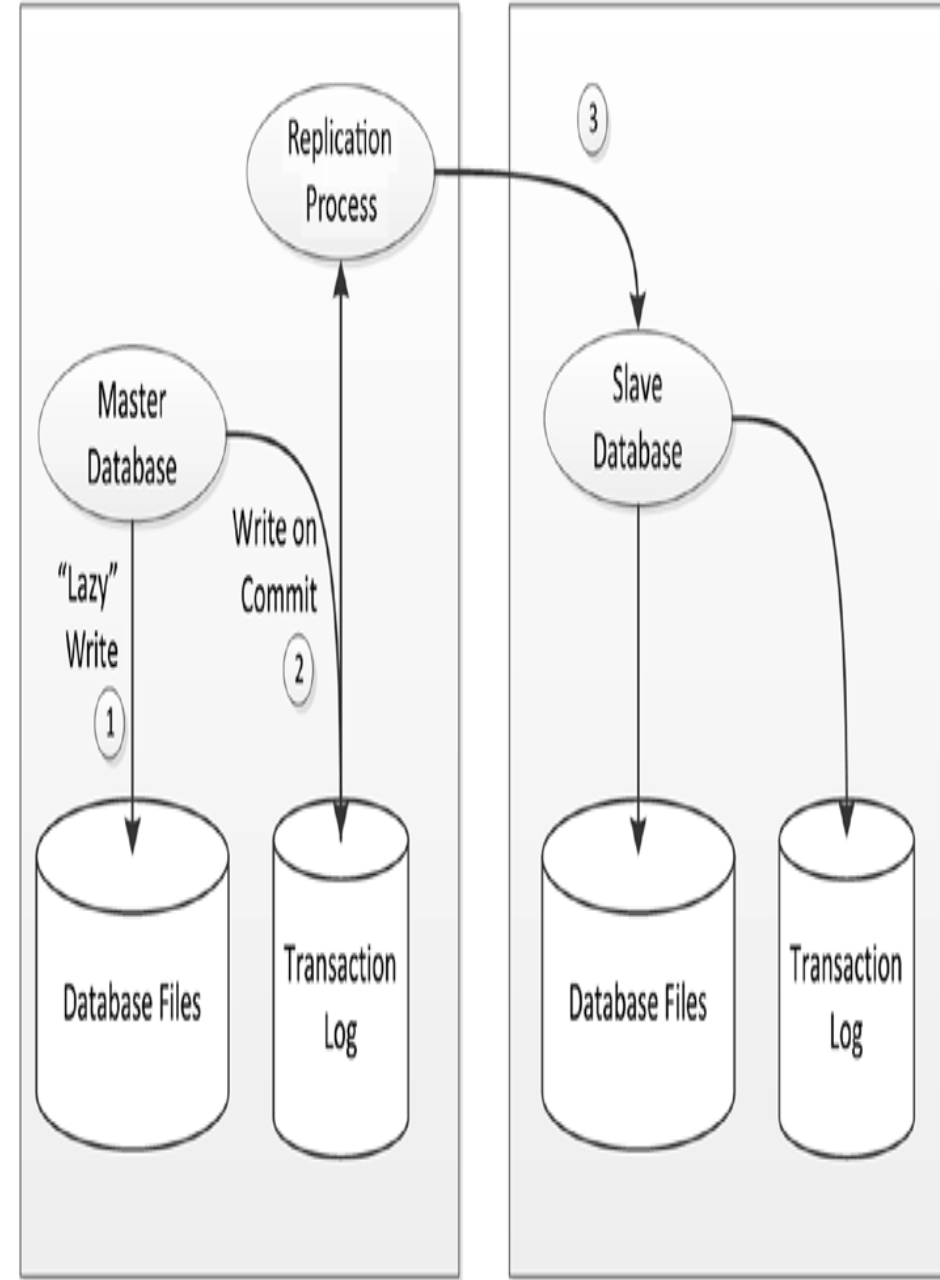 Replication
Process
3
Master
Database
Slave
Database
Write on
Commit
2
“Lazy”
Write
1
Database Files
Transaction
Log
Database Files
Transaction
Log